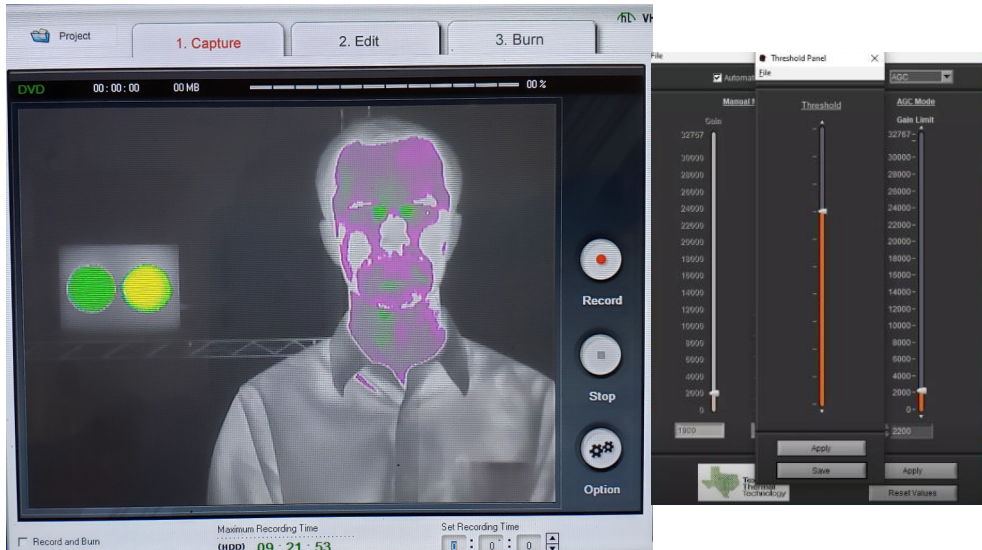 Project
1. Capture
2. Edit
3. Burn
DVD
00 : 00 : 00
00 MB
00 %
Record
Stop
Option
Record and Burn
Maximum Recording Time
(HDD) 09 : 21 : 53
Set Recording Time
0 : 0 : 0
File
Threshold Panel
File
Threshold
Apply
Save
AGC
Gain
32767
30000
28000
26000
24000
22000
20000
18000
16000
14000
12000
10000
8000
6000
4000
2000
0
1900
AGC Mode
Gain Limit
32767
30000
28000
26000
24000
22000
20000
18000
16000
14000
12000
10000
8000
6000
4000
2000
0
2200
Thermal
Technology
Apply
Reset Values